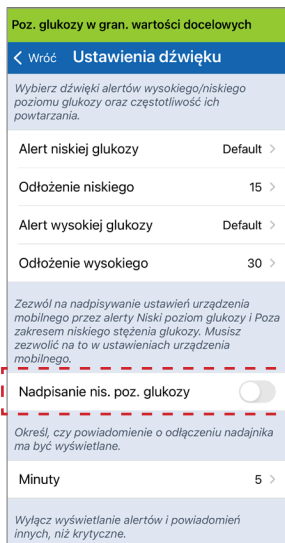 Poz. glukozy w gran. wartości docelowych
Wróć Ustawienia dźwięku
Wybierz dźwięki alertów wysokiego/niskiego
poziomu glukozy oraz częstotliwość ich
powtarzania.
Alert niskiej glukozy Default
Odłożenie niskiego 15
Alert wysokiej glukozy Default
Odłożenie wysokiego 30
Zezwól na nadpisywanie ustawień urządzenia
mobilnego przez alerty Niski poziom glukozy i Poza
zakresem niskiego stężenia glukozy. Musisz
zezwolić na to w ustawieniach urządzenia
mobilnego.
Nadpisanie nis. poz. glukozy
Określ, czy powiadomienie o odłączeniu nadajnika
ma być wyświetlane.
Minuty 5
Wyłącz wyświetlanie alertów i powiadomień
innych, niż krytyczne.